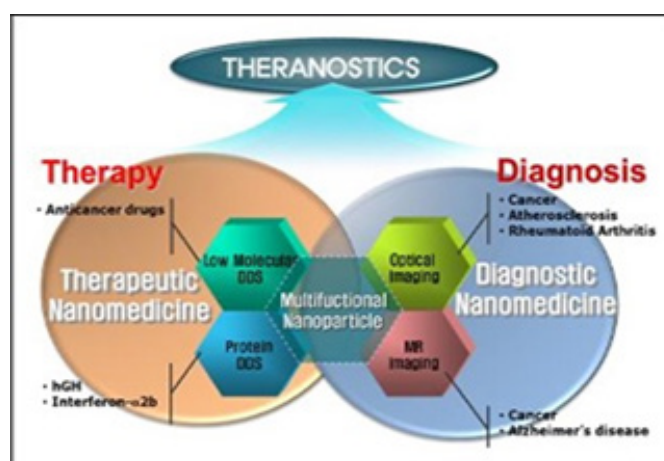 THERANOSTICS
Therapy
Diagnosis
• Anticancer drugs
• Cancer
• Atherosclerosis
• Rheumatoid Arthritis
Low Molecular
DDS
Optical
Imaging
Therapeutic
Nanomedicine
Multifuctional
Nanoparticle
Diagnostic
Nanomedicine
Protein
DDS
MR
Imaging
• hGH
• Interferon-α2b
• Cancer
• Alzheimer's disease